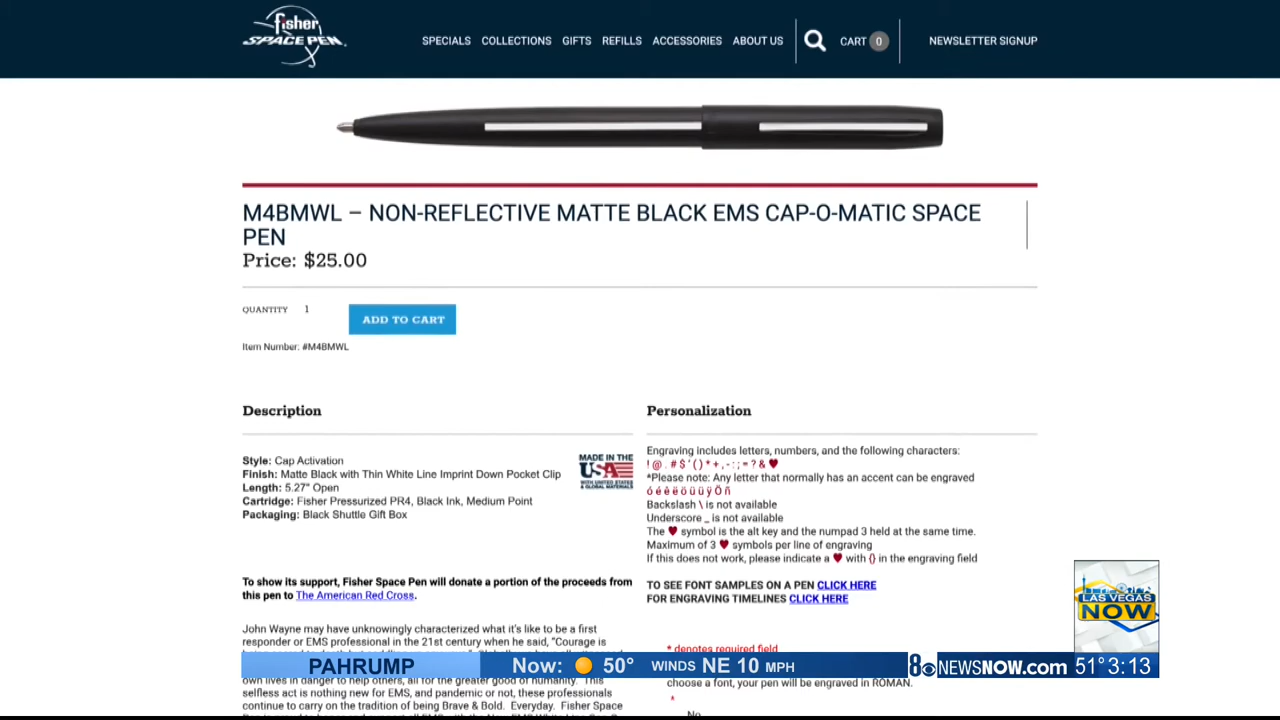 fisher
SPACE PEN
SPECIALS COLLECTIONS GIFTS REFILLS ACCESSORIES ABOUT US CART 0 NEWSLETTER SIGNUP
M4BMWL – NON-REFLECTIVE MATTE BLACK EMS CAP-O-MATIC SPACE
PEN
Price: $25.00
QUANTITY 1 ADD TO CART
Item Number: #M4BMWL
Description
Style: Cap Activation
Finish: Matte Black with Thin White Line Imprint Down Pocket Clip
Length: 5.27" Open
Cartridge: Fisher Pressurized PR4, Black Ink, Medium Point
Packaging: Black Shuttle Gift Box
MADE IN THE
USA
WITH UNITED STATES
& GLOBAL MATERIALS
To show its support, Fisher Space Pen will donate a portion of the proceeds from
this pen to The American Red Cross.
John Wayne may have unknowingly characterized what it's like to be a first
responder or EMS professional in the 21st century when he said, "Courage is
own lives in danger to help others, all for the greater good of humanity. This
selfless act is nothing new for EMS, and pandemic or not, these professionals
continue to carry on the tradition of being Brave & Bold. Everyday. Fisher Space
Personalization
Engraving includes letters, numbers, and the following characters:
! @ . # $ ' ( ) * + , - : ; = ? & ♥
*Please note: Any letter that normally has an accent can be engraved
Backslash \ is not available
Underscore _ is not available
The ♥ symbol is the alt key and the numpad 3 held at the same time.
Maximum of 3 ♥ symbols per line of engraving
If this does not work, please indicate a ♥ with {} in the engraving field
TO SEE FONT SAMPLES ON A PEN CLICK HERE
FOR ENGRAVING TIMELINES CLICK HERE
* denotes required field
choose a font, your pen will be engraved in ROMAN.
*
No
LAS VEGAS
NOW
PAHRUMP Now: 50° WINDS NE 10 MPH 8 NEWSNOW.com 51° 3:13